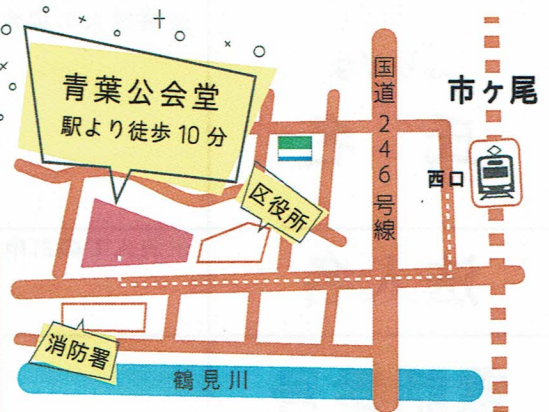 青葉公会堂
駅より徒歩10分
国道246号線
市ヶ尾
西口
区役所
消防署
鶴見川